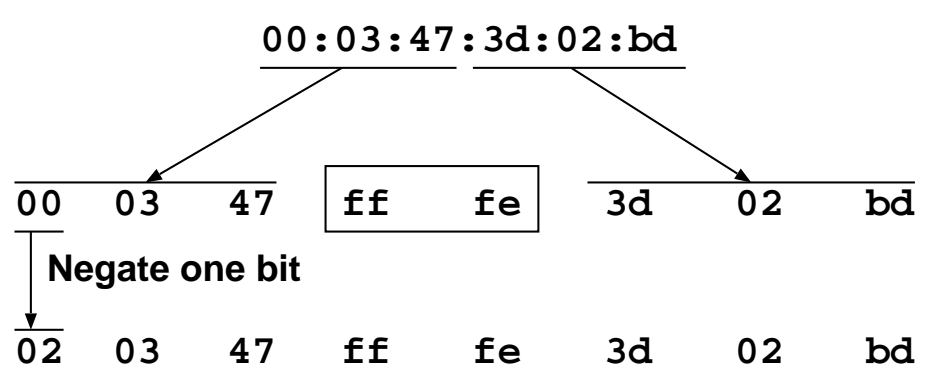 00:03:47:3d:02:bd
00 03 47 ff fe 3d 02 bd
Negate one bit
02 03 47 ff fe 3d 02 bd